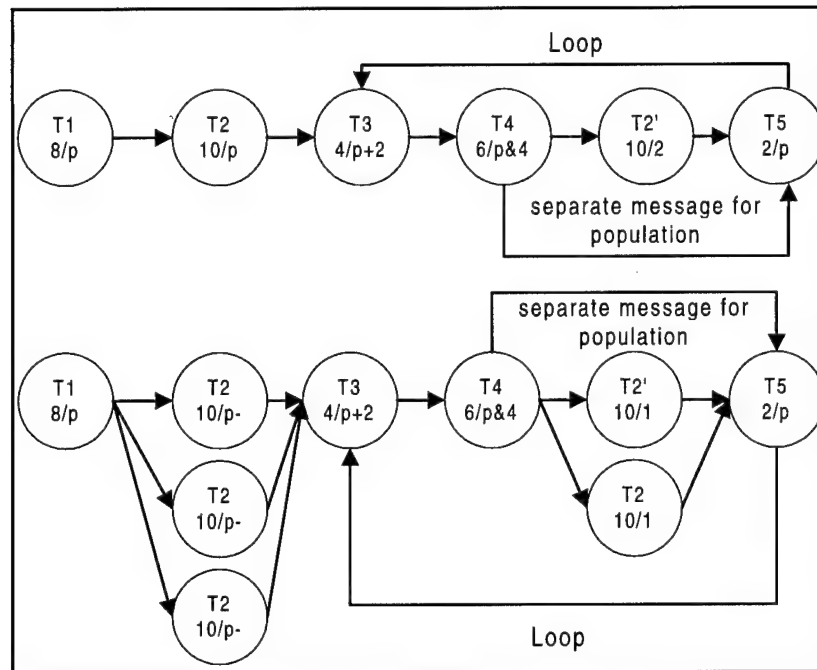 Loop
T1
8/p
T2
10/p
T3
4/p+2
T4
6/p&4
T2'
10/2
T5
2/p
separate message for
population
separate message for
population
T1
8/p
T2
10/p-
T3
4/p+2
T4
6/p&4
T2'
10/1
T5
2/p
T2
10/p-
T2
10/1
T2
10/p-
Loop